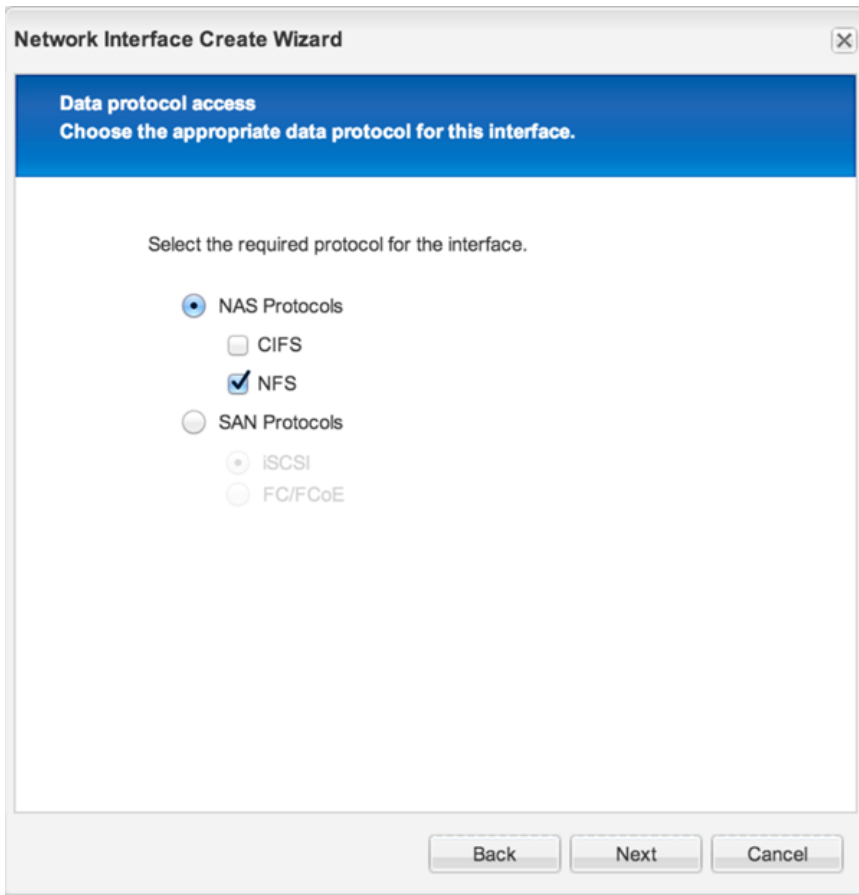 Network Interface Create Wizard
Data protocol access
Choose the appropriate data protocol for this interface.
Select the required protocol for the interface.
NAS Protocols
CIFS
NFS
SAN Protocols
iSCSI
FC/FCoE
Back Next Cancel